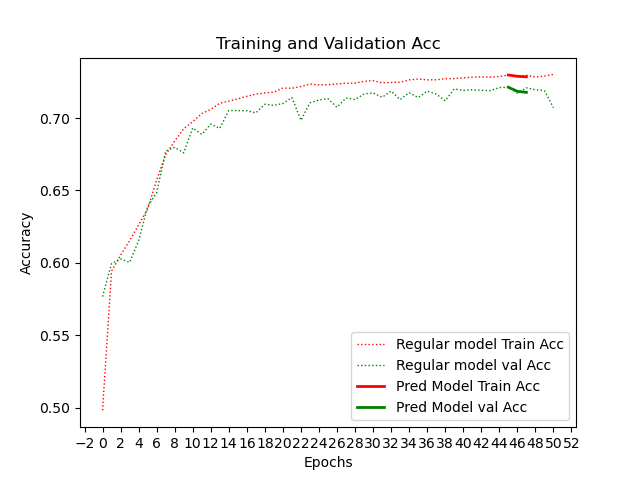 Training and Validation Acc
Accuracy
0.70
0.65
0.60
0.55
0.50
Regular model Train Acc
Regular model val Acc
Pred Model Train Acc
Pred Model val Acc
−2 0 2 4 6 8 10 12 14 16 18 20 22 24 26 28 30 32 34 36 38 40 42 44 46 48 50 52
Epochs